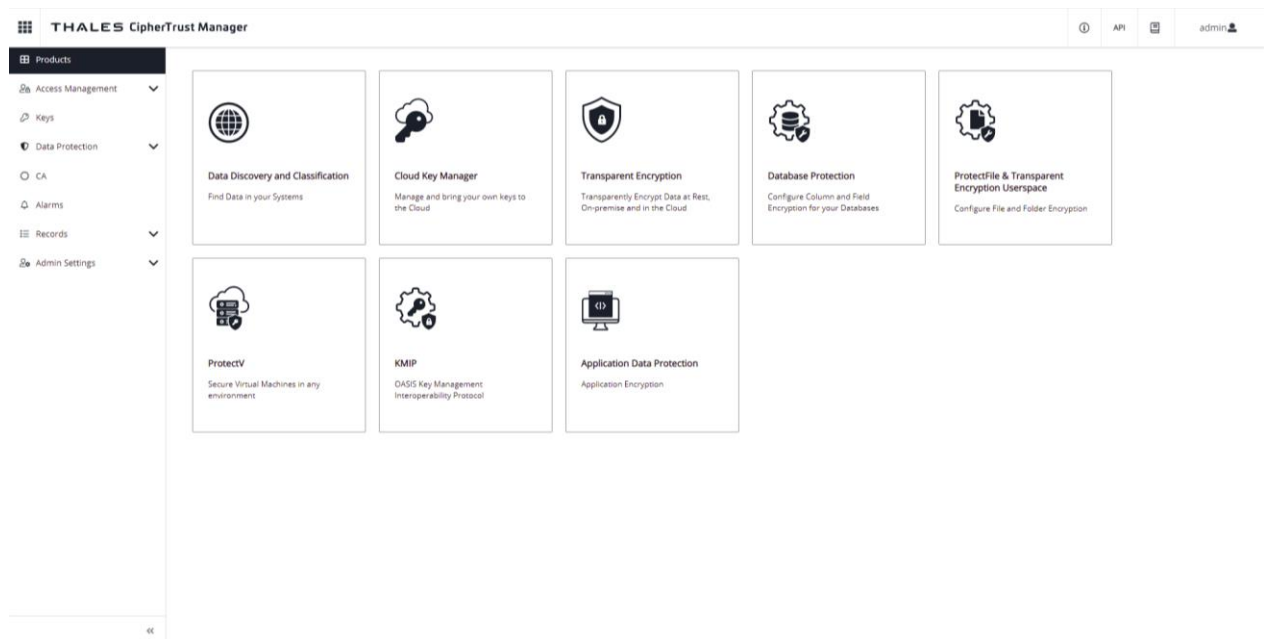 THALES CipherTrust Manager
API
admin
Products
Access Management
Keys
Data Protection
CA
Alarms
Records
Admin Settings
Data Discovery and Classification
Find Data in your Systems
Cloud Key Manager
Manage and bring your own keys to
the Cloud
Transparent Encryption
Transparently Encrypt Data at Rest,
On-premise and in the Cloud
Database Protection
Configure Column and Field
Encryption for your Databases
ProtectFile & Transparent
Encryption Userspace
Configure File and Folder Encryption
ProtectV
Secure Virtual Machines in any
environment
KMIP
OASIS Key Management
Interoperability Protocol
Application Data Protection
Application Encryption